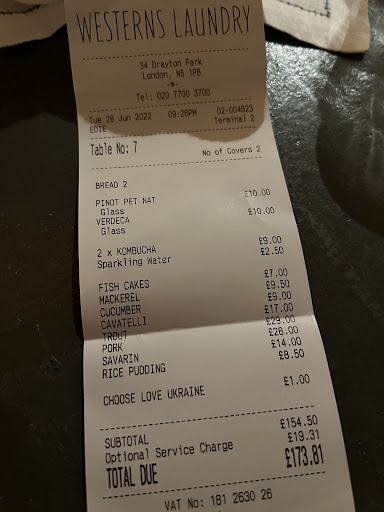 WESTERNS LAUNDRY
34 Drayton Park
London, N5 1PB
Tel: 020 7700 3700
Tue 28 Jun 2022 09:26PM 02-004823
EDIE Terminal 2
Table No: 7 No of Covers 2
BREAD 2
PINOT PET NAT £10.00
Glass
VERDECA £10.00
Glass
2 x KOMBUCHA £9.00
Sparkling Water £2.50
FISH CAKES £7.00
MACKEREL £9.50
CUCUMBER £9.00
CAVATELLI £17.00
TROUT £29.00
PORK £26.00
SAVARIN £14.00
RICE PUDDING £8.50
CHOOSE LOVE UKRAINE £1.00
SUBTOTAL £154.50
Optional Service Charge £19.31
TOTAL DUE £173.81
VAT No: 181 2630 26